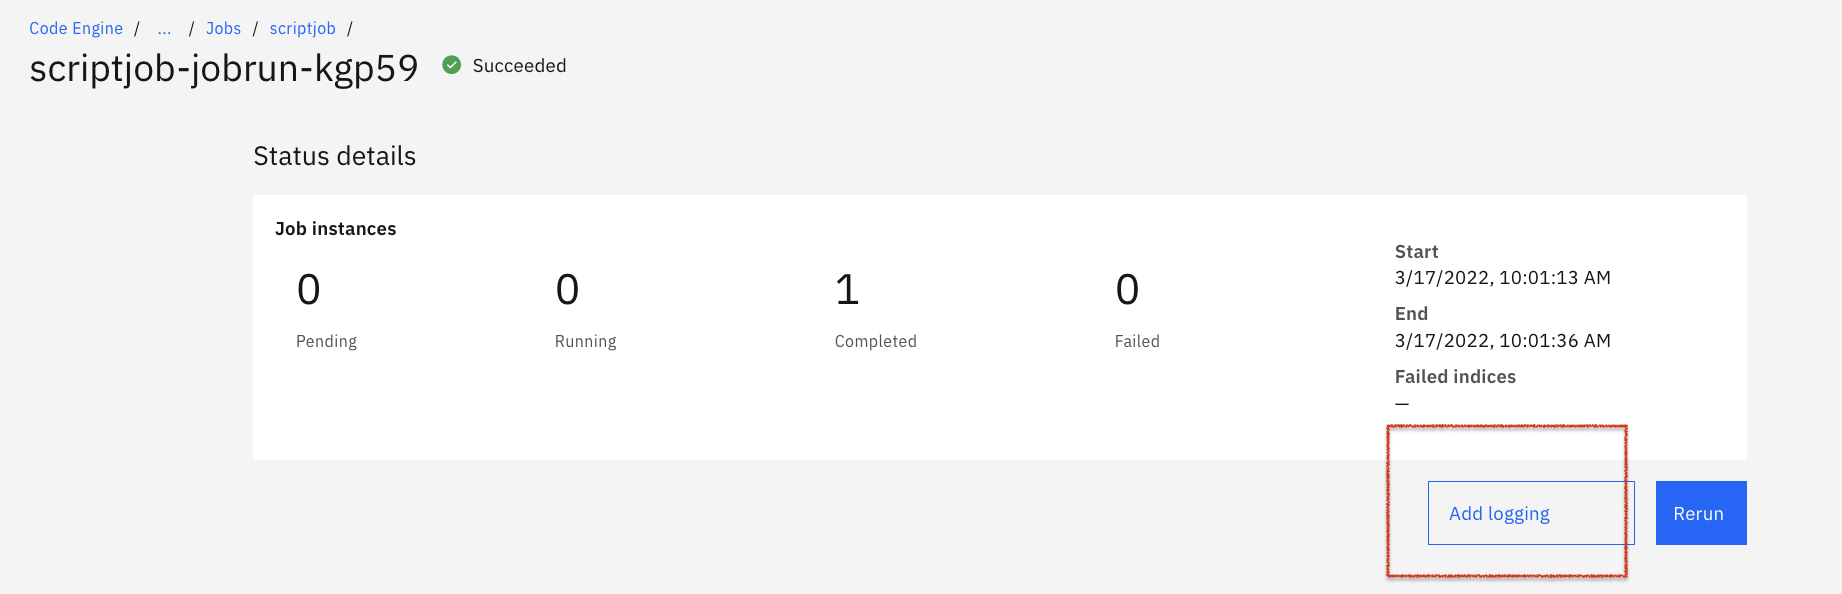 Code Engine / ... / Jobs / scriptjob /
scriptjob-jobrun-kgp59 Succeeded
Status details
Job instances
0 0 1 0
Pending Running Completed Failed
Start
3/17/2022, 10:01:13 AM
End
3/17/2022, 10:01:36 AM
Failed indices
—
Add logging Rerun